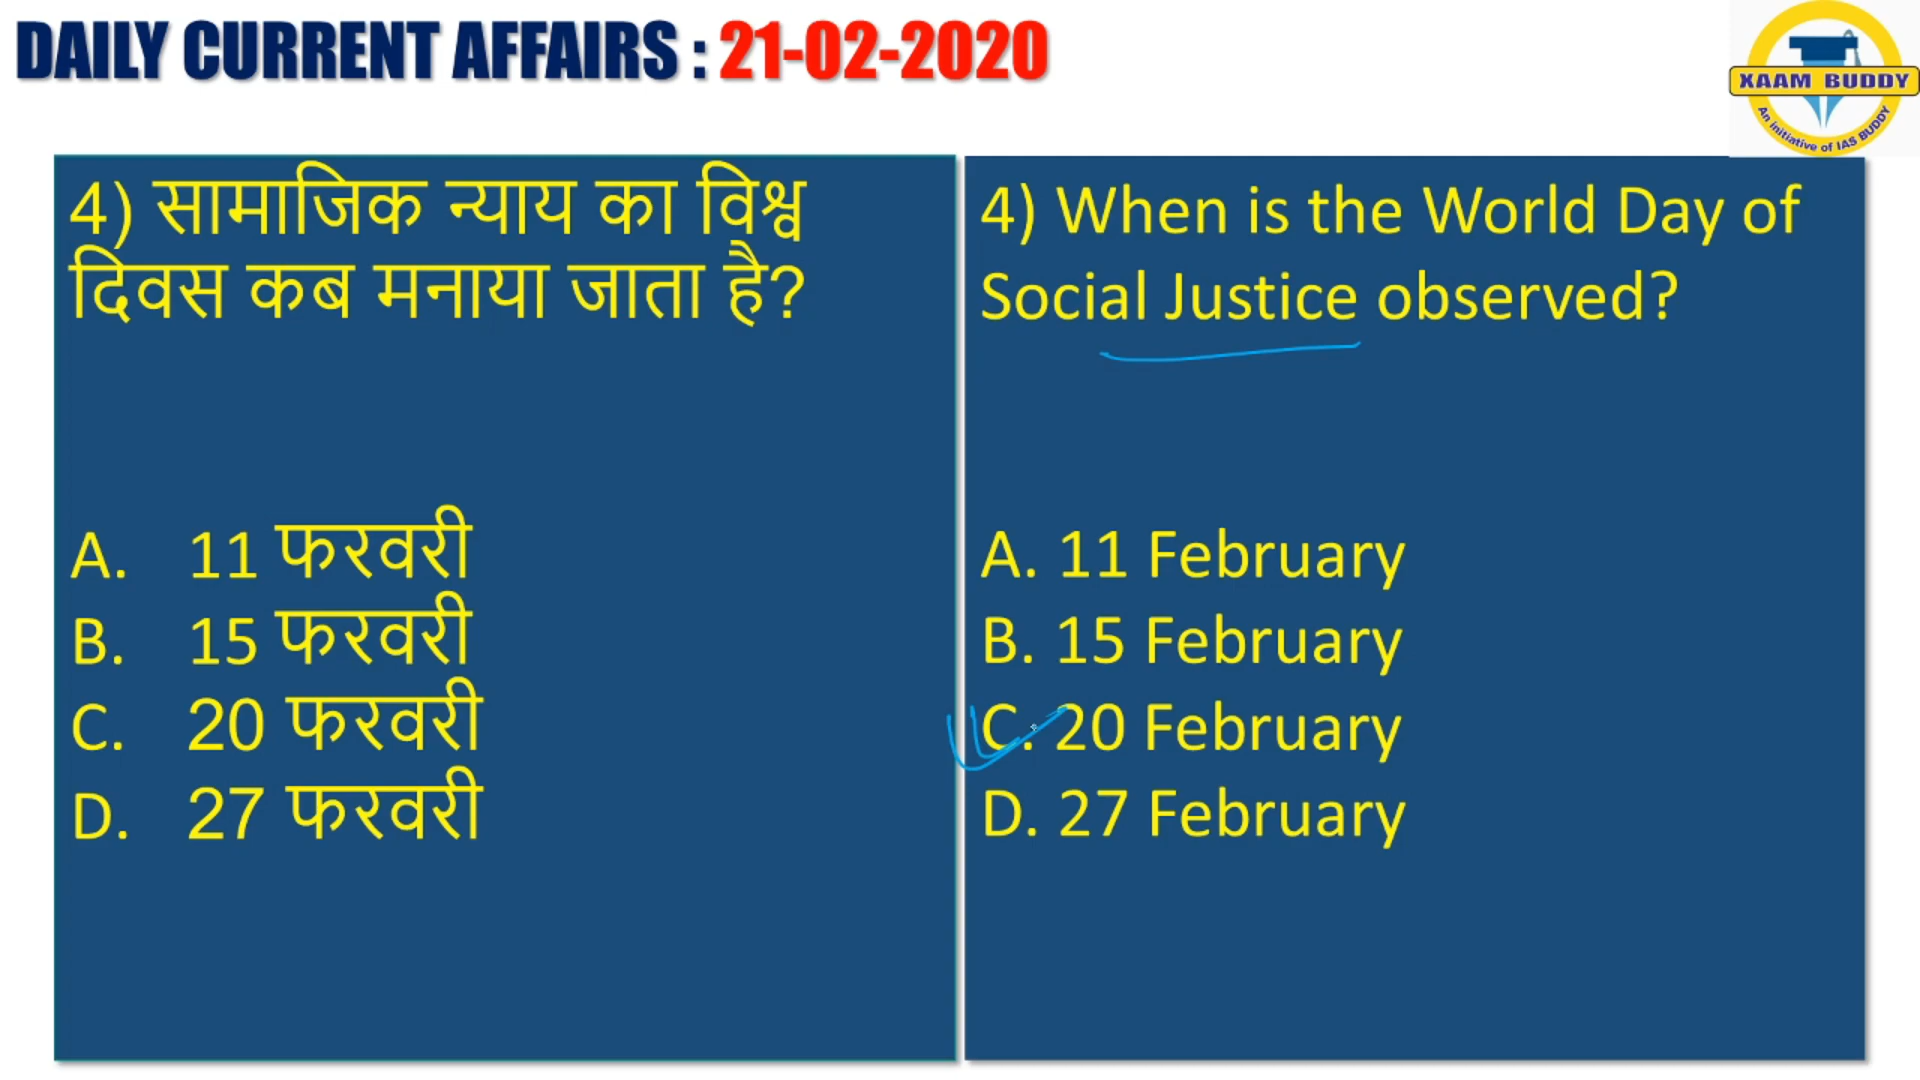 DAILY CURRENT AFFAIRS : 21-02-2020
XAAM BUDDY
An initiative of IAS BUDDY
4) सामाजिक न्याय का विश्व
दिवस कब मनाया जाता है?
A. 11 फरवरी
B. 15 फरवरी
C. 20 फरवरी
D. 27 फरवरी
4) When is the World Day of
Social Justice observed?
A. 11 February
B. 15 February
C. 20 February
D. 27 February